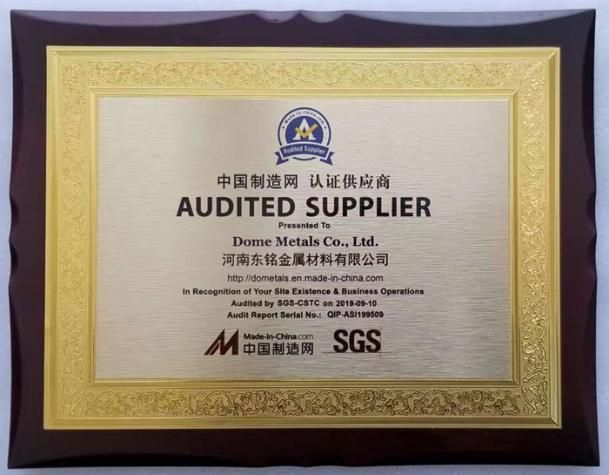 Made-in-China.com
Audited Supplier
中国制造网 认证供应商
AUDITED SUPPLIER
Presented To
Dome Metals Co., Ltd.
河南东铭金属材料有限公司
http://dometals.en.made-in-china.com
In Recognition of Your Site Existence & Business Operations
Audited by SGS-CSTC on 2019-09-10
Audit Report Serial No.: QIP-ASI199509
Made-in-China.com
中国制造网
SGS